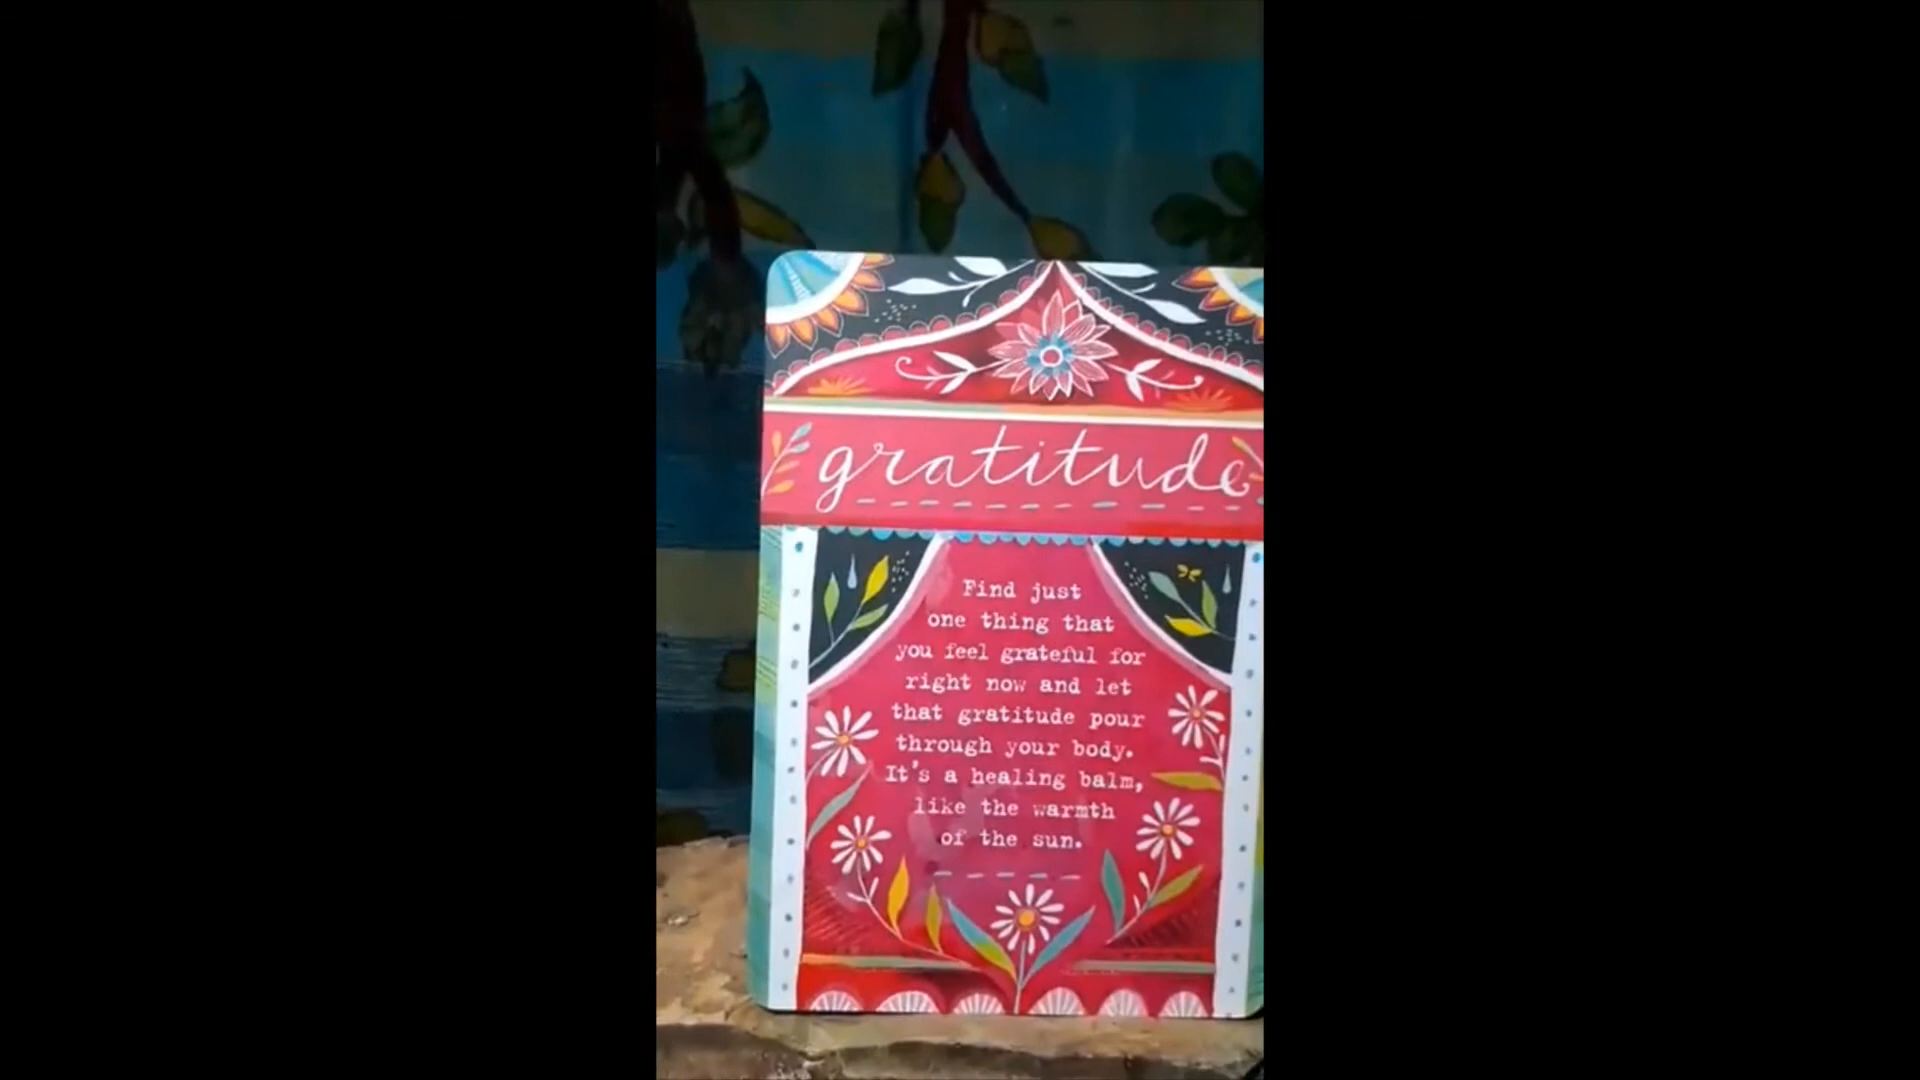 gratitude
Find just
one thing that
you feel grateful for
right now and let
that gratitude pour
through your body.
It's a healing balm,
like the warmth
of the sun.